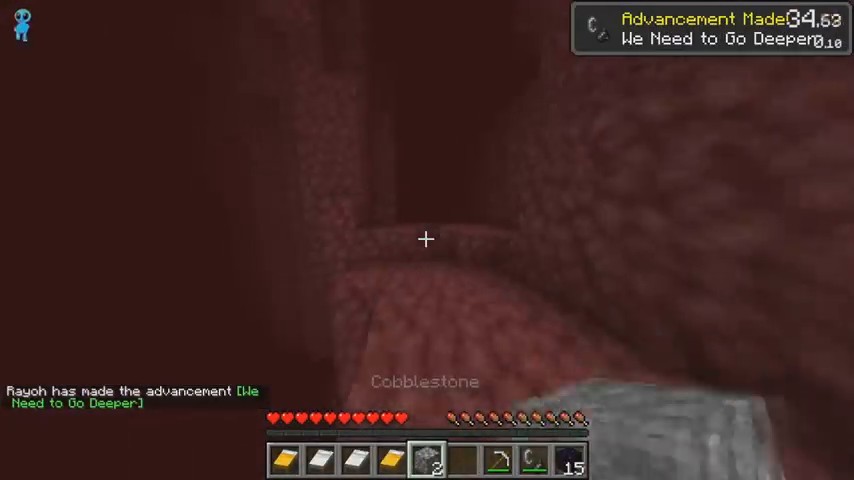 Advancement Made
34.63
We Need to Go Deeper
0.10
Rayoh has made the advancement [We
Need to Go Deeper]
Cobblestone
2
15